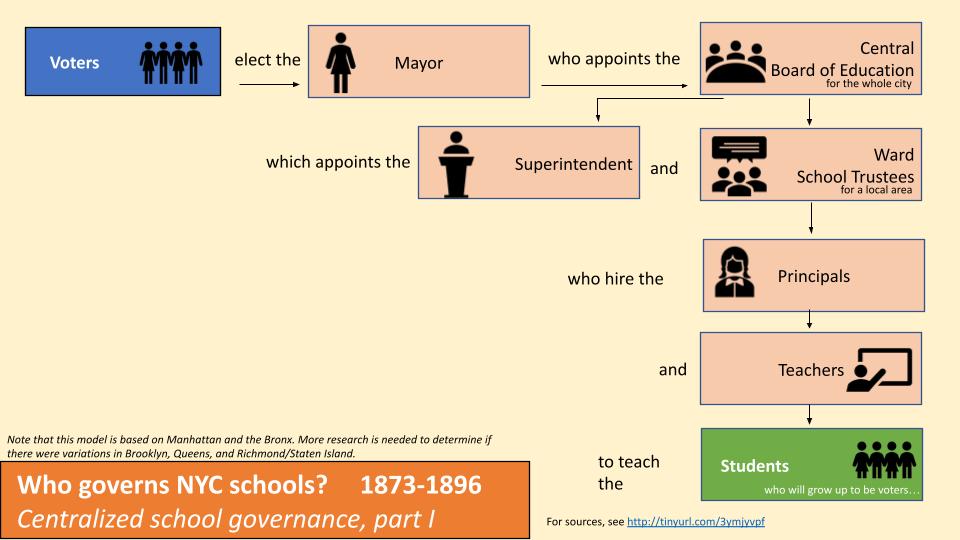 Voters
elect the
Mayor
who appoints the
Central
Board of Education
for the whole city
which appoints the
Superintendent
and
Ward
School Trustees
for a local area
who hire the
Principals
and
Teachers
to teach
the
Students
who will grow up to be voters…
Note that this model is based on Manhattan and the Bronx. More research is needed to determine if
there were variations in Brooklyn, Queens, and Richmond/Staten Island.
Who governs NYC schools? 1873-1896
Centralized school governance, part I
For sources, see http://tinyurl.com/3ymjyvpf